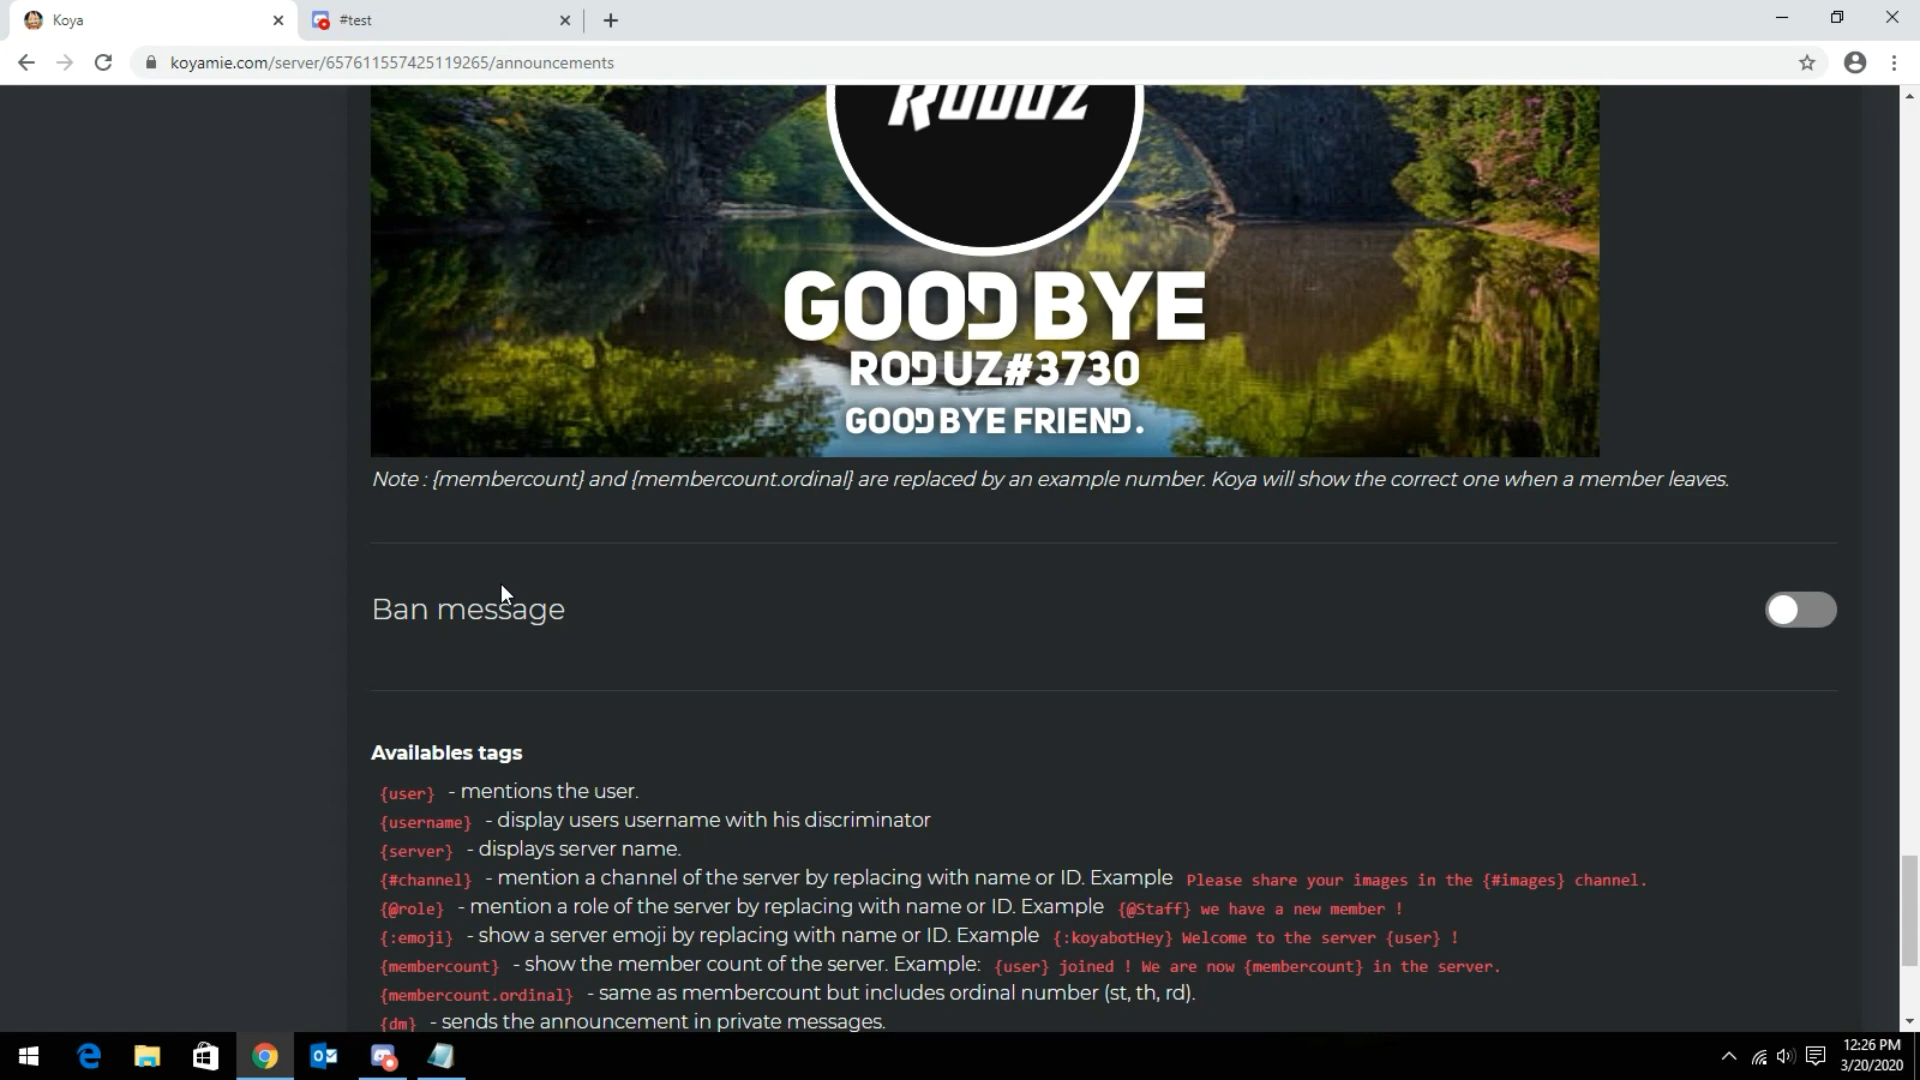 Koya
#test
koyamie.com/server/657611557425119265/announcements
RODUZ
GOOD BYE
RODUZ#3730
GOOD BYE FRIEND.
Note : {membercount} and {membercount.ordinal} are replaced by an example number. Koya will show the correct one when a member leaves.
Ban message
Availables tags
{user} - mentions the user.
{username} - display users username with his discriminator
{server} - displays server name.
{#channel} - mention a channel of the server by replacing with name or ID. Example Please share your images in the {#images} channel.
{@role} - mention a role of the server by replacing with name or ID. Example {@Staff} we have a new member !
{:emoji} - show a server emoji by replacing with name or ID. Example {:koyabotHey} Welcome to the server {user} !
{membercount} - show the member count of the server. Example: {user} joined ! We are now {membercount} in the server.
{membercount.ordinal} - same as membercount but includes ordinal number (st, th, rd).
{dm} - sends the announcement in private messages.
12:26 PM
3/20/2020